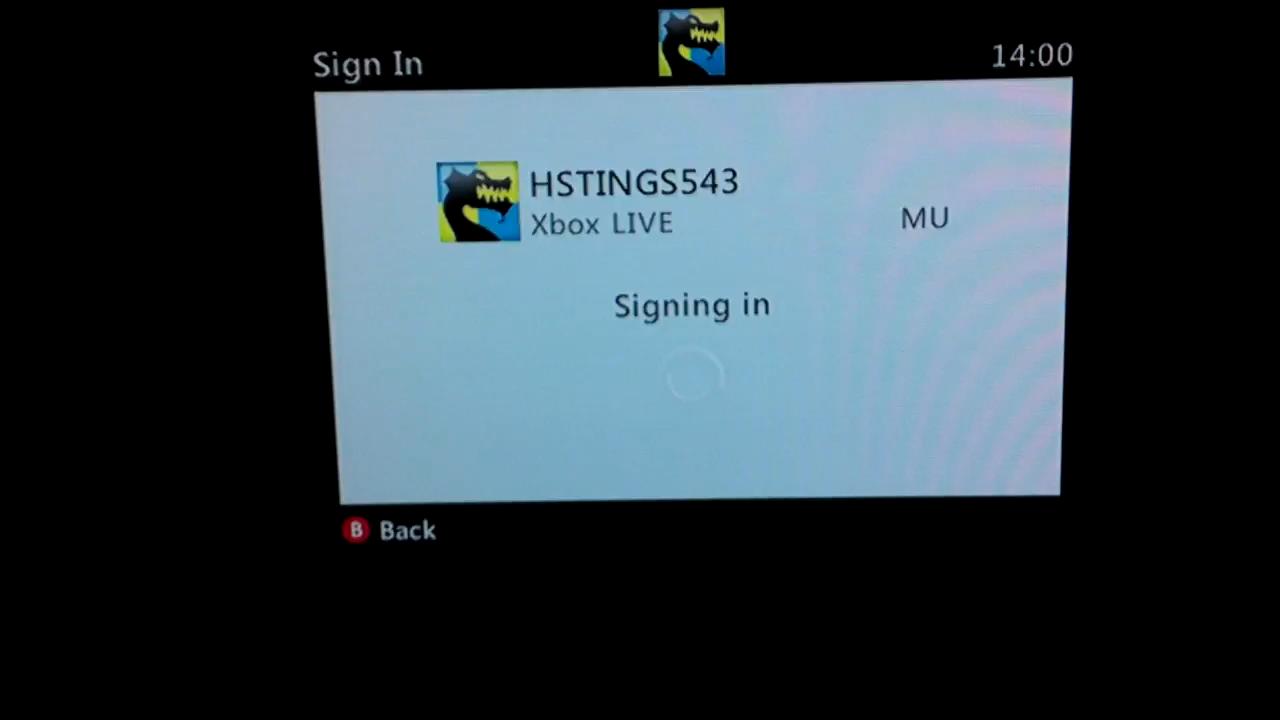 Sign In
14:00
HSTINGS543
Xbox LIVE
MU
Signing in
B Back